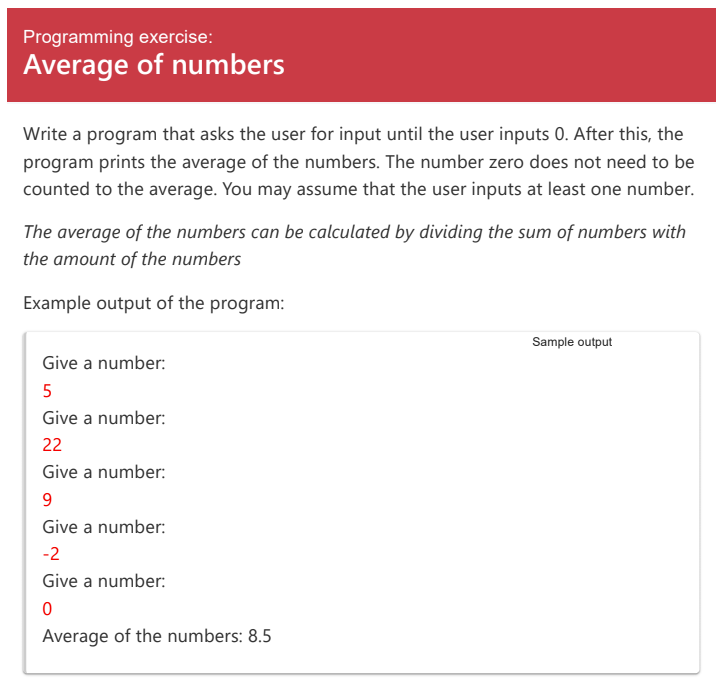 Programming exercise:
Average of numbers
Write a program that asks the user for input until the user inputs 0. After this, the
program prints the average of the numbers. The number zero does not need to be
counted to the average. You may assume that the user inputs at least one number.
The average of the numbers can be calculated by dividing the sum of numbers with
the amount of the numbers
Example output of the program:
Sample output
Give a number:
5
Give a number:
22
Give a number:
9
Give a number:
-2
Give a number:
0
Average of the numbers: 8.5